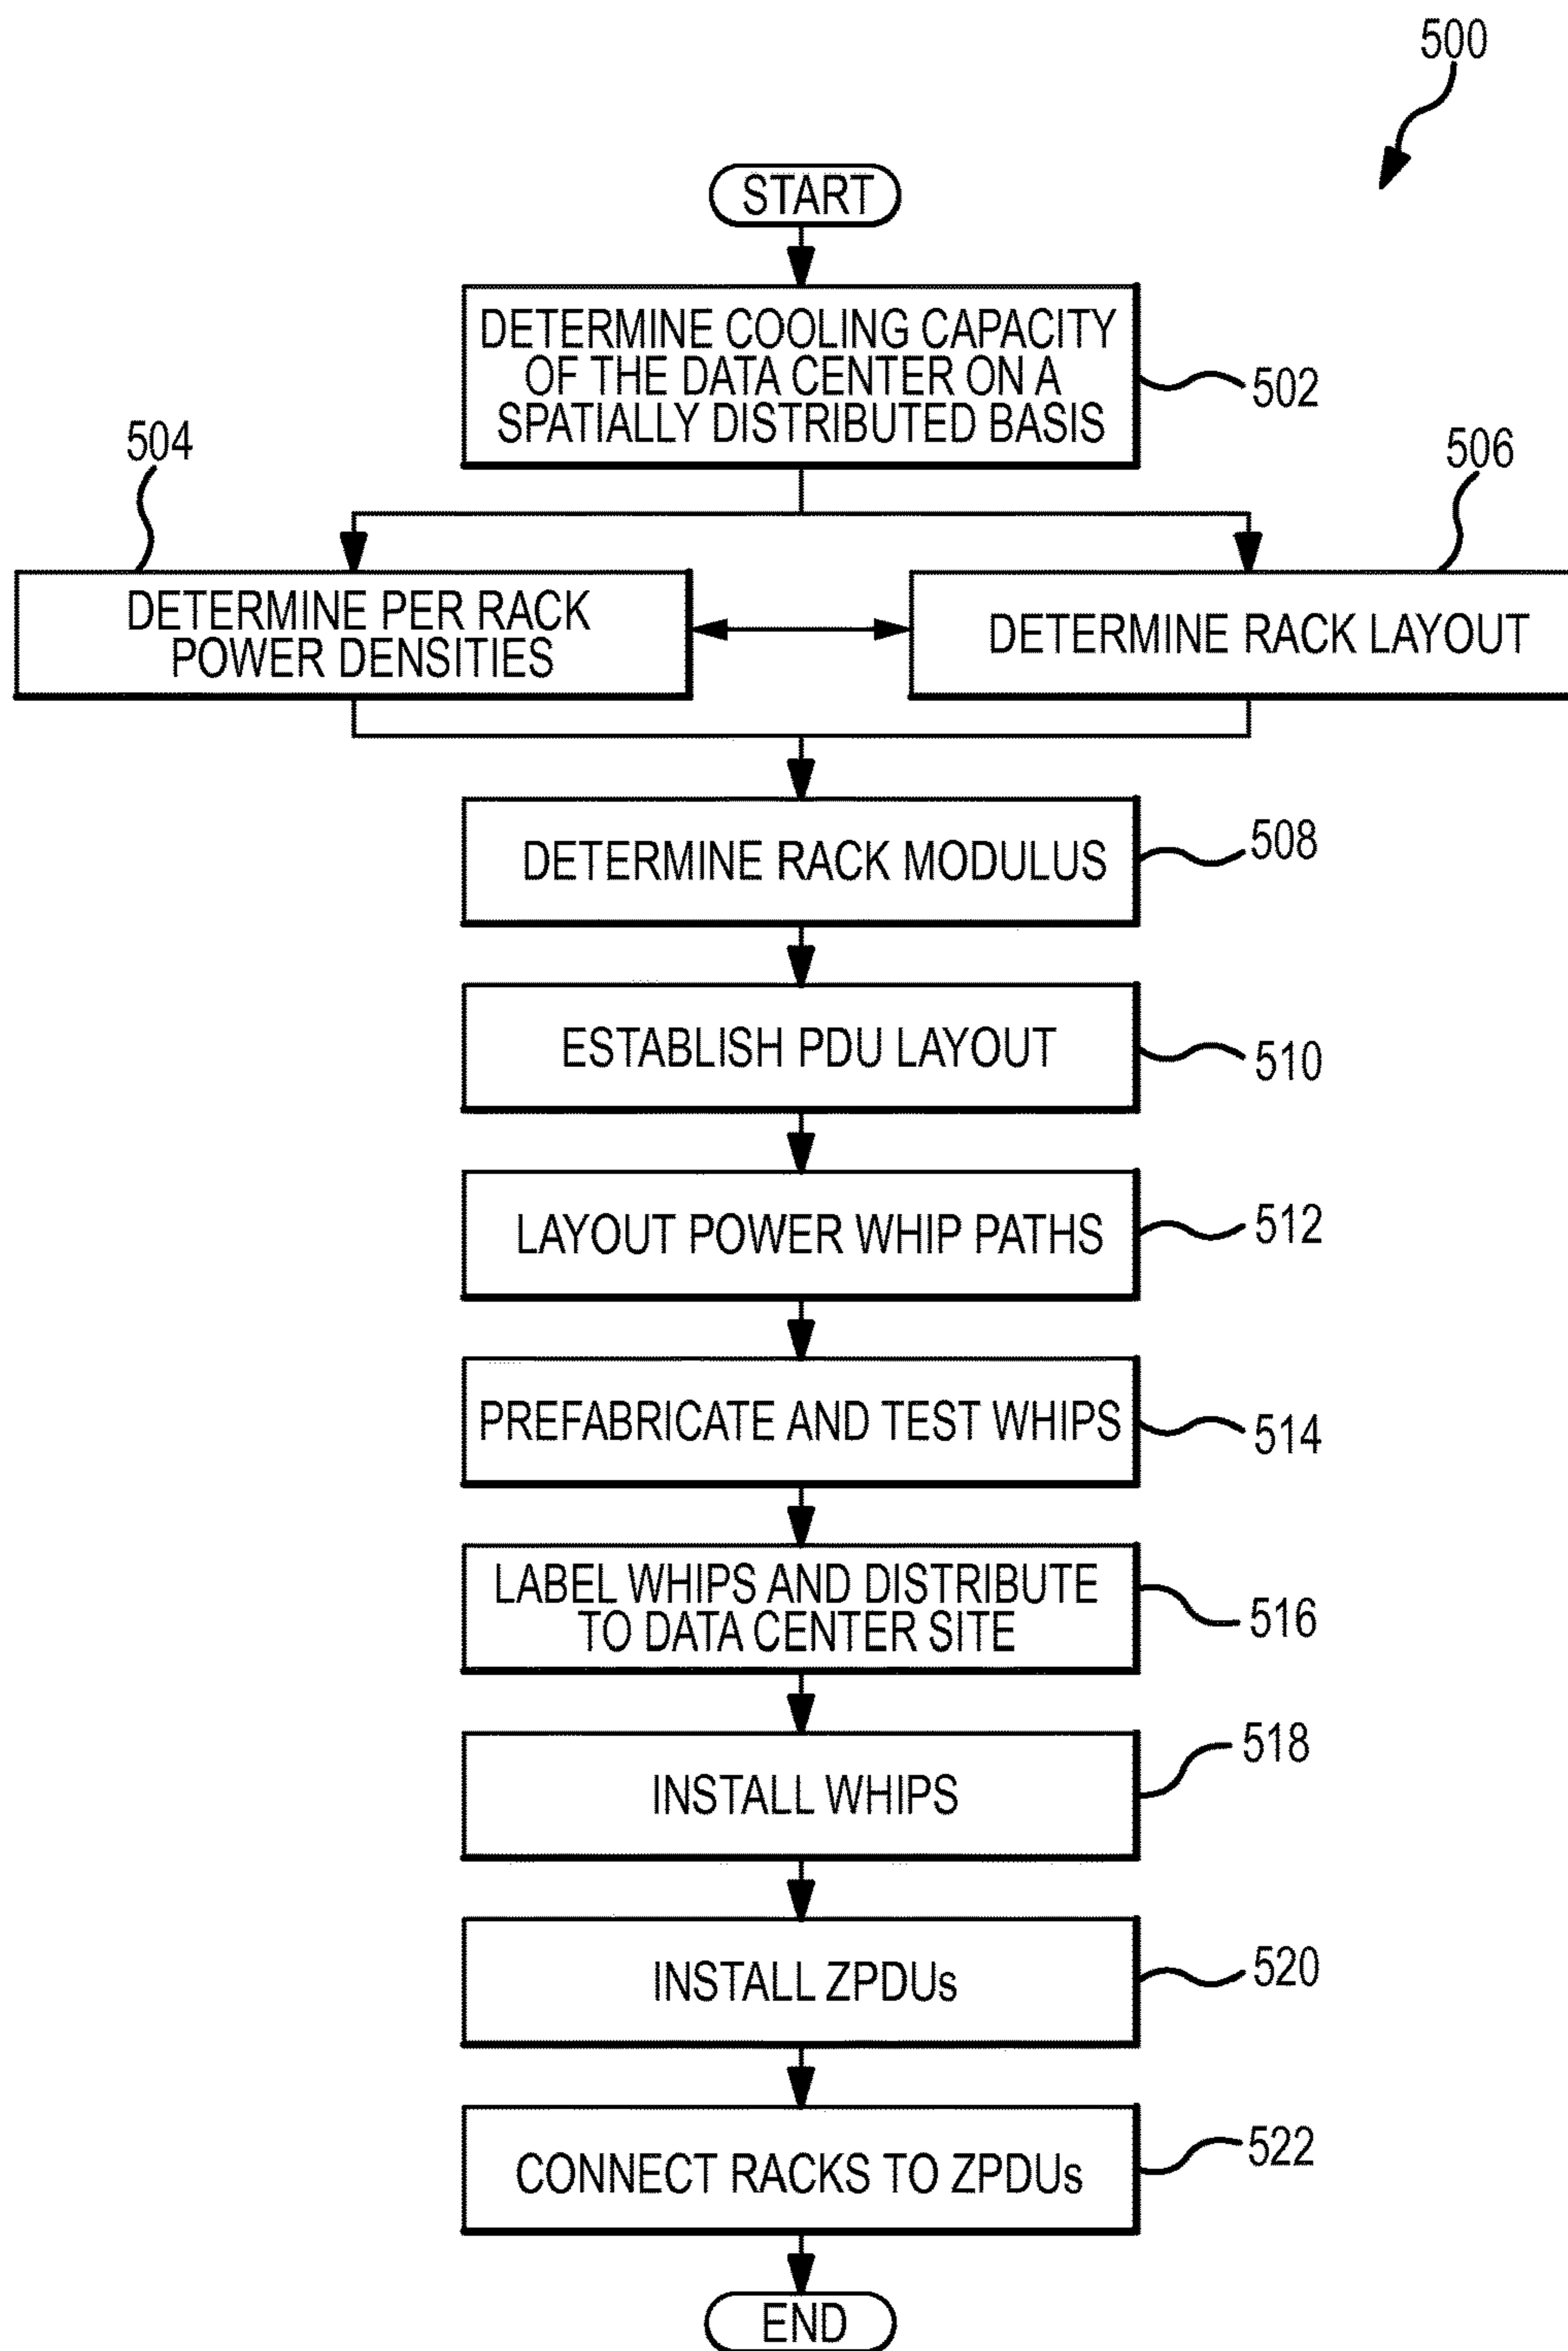 500
START
DETERMINE COOLING CAPACITY
OF THE DATA CENTER ON A
SPATIALLY DISTRIBUTED BASIS
502
504
506
DETERMINE PER RACK
POWER DENSITIES
DETERMINE RACK LAYOUT
DETERMINE RACK MODULUS
508
ESTABLISH PDU LAYOUT
510
LAYOUT POWER WHIP PATHS
512
PREFABRICATE AND TEST WHIPS
514
LABEL WHIPS AND DISTRIBUTE
TO DATA CENTER SITE
516
INSTALL WHIPS
518
INSTALL ZPDUs
520
CONNECT RACKS TO ZPDUs
522
END